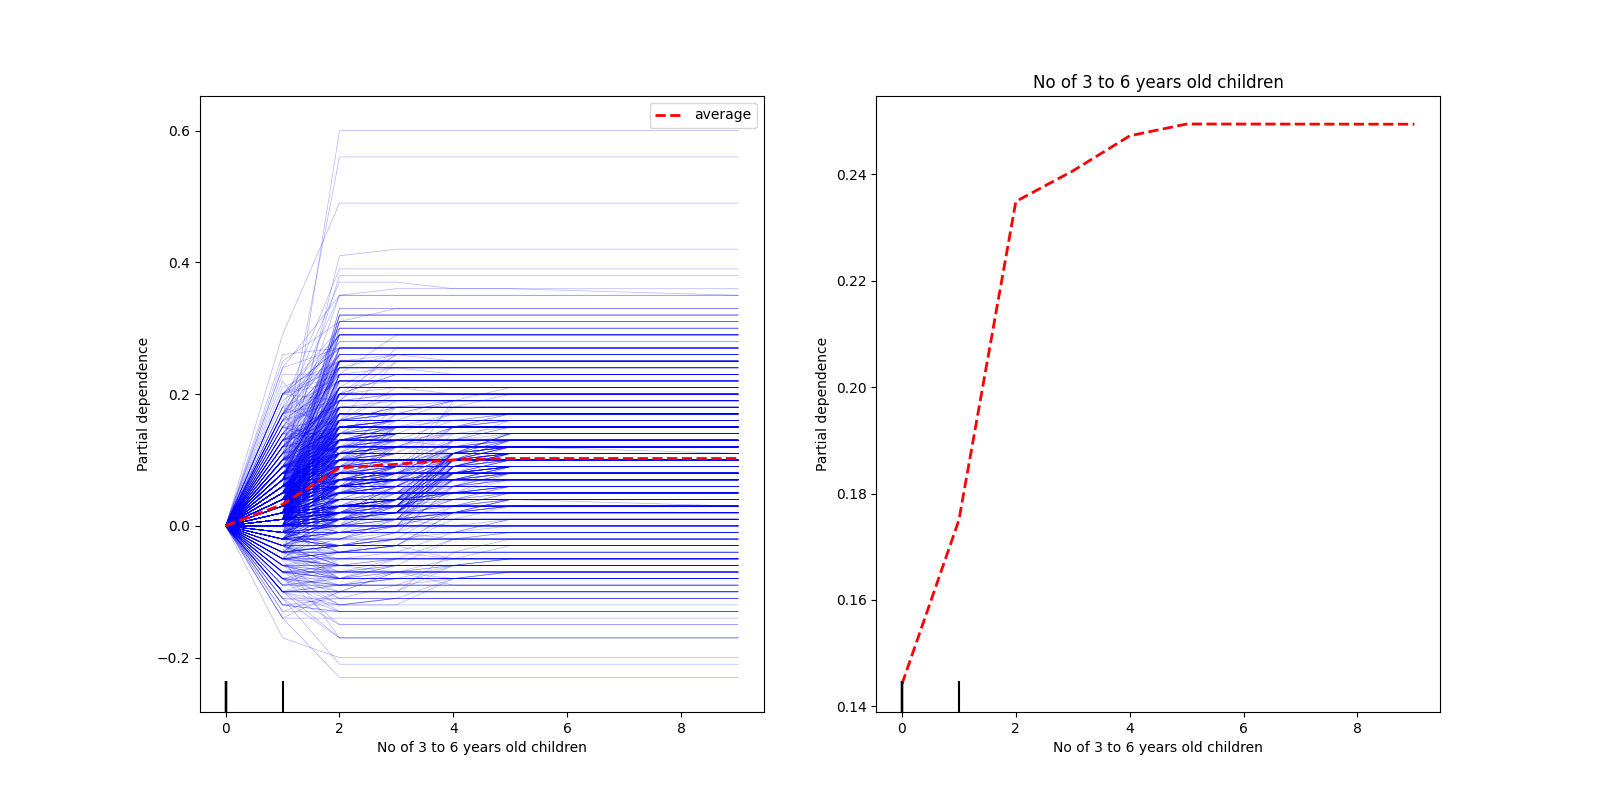 average
0.6
0.4
0.2
0.0
−0.2
Partial dependence
0 2 4 6 8
No of 3 to 6 years old children
No of 3 to 6 years old children
0.24
0.22
0.20
0.18
0.16
0.14
Partial dependence
0 2 4 6 8
No of 3 to 6 years old children